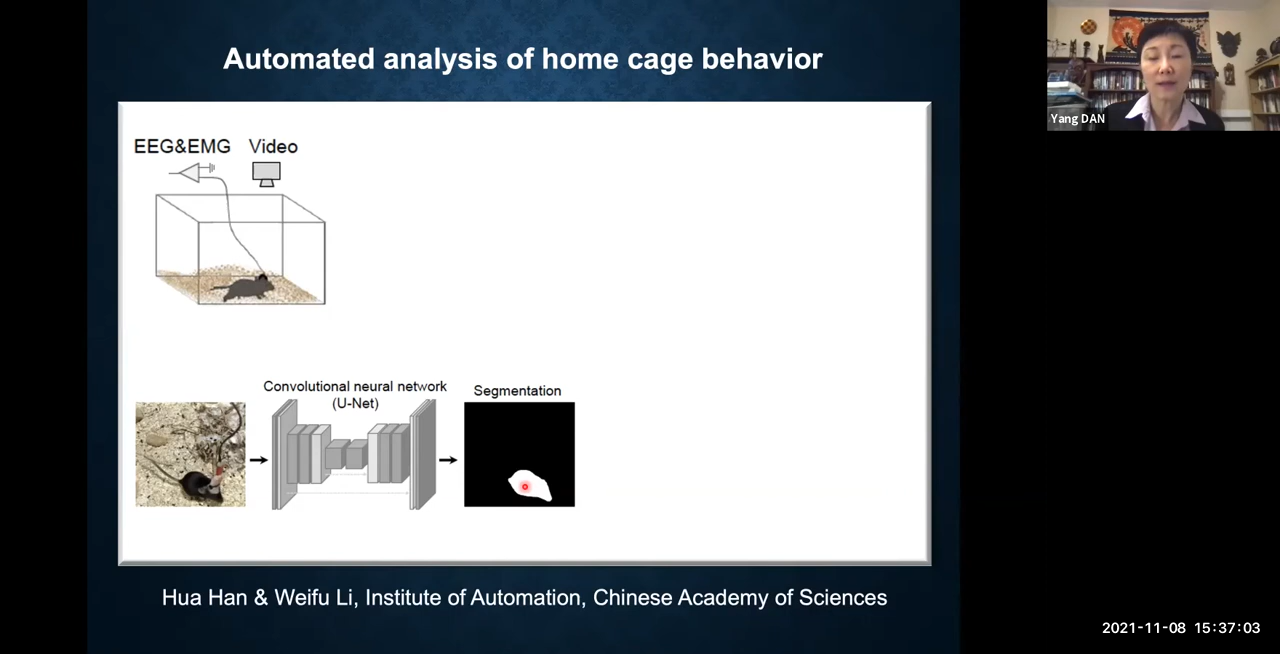 Automated analysis of home cage behavior
Yang DAN
EEG&EMG Video
Convolutional neural network
(U-Net)
Segmentation
Hua Han & Weifu Li, Institute of Automation, Chinese Academy of Sciences
2021-11-08 15:37:03